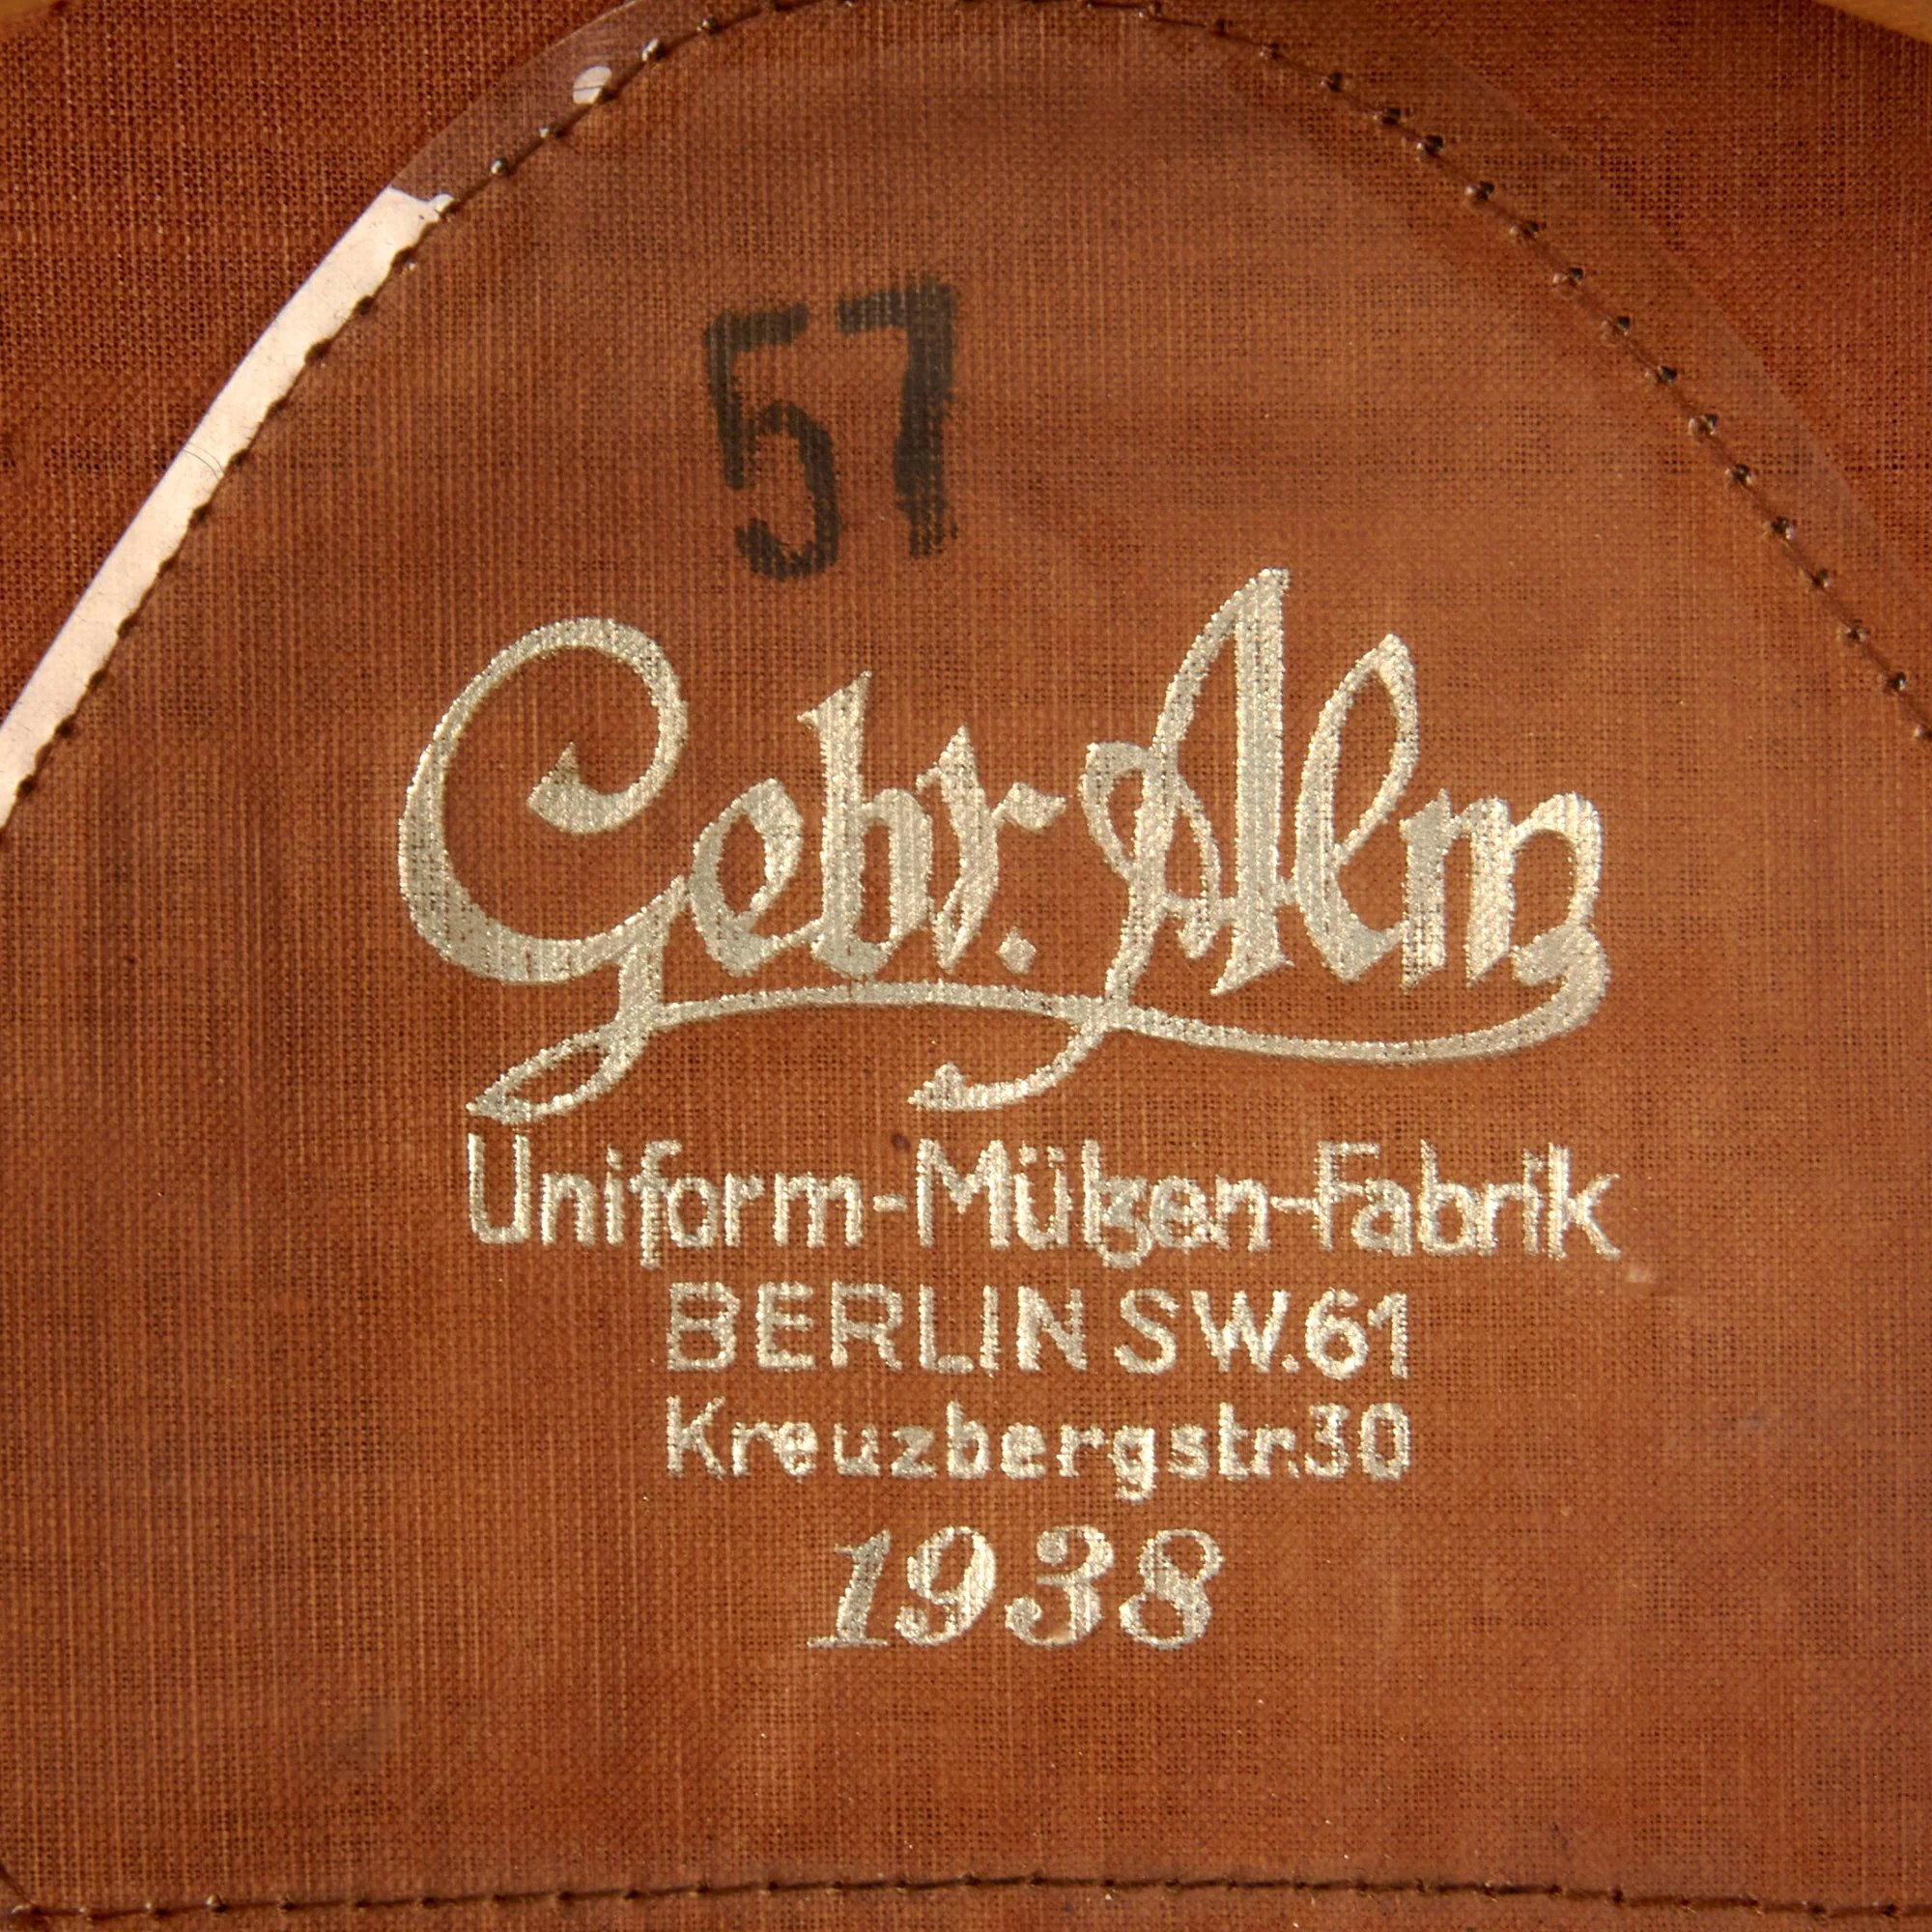 57
Gebr. Alm
Uniform-Mützen-Fabrik
BERLIN SW.61
Kreuzbergstr.30
1938